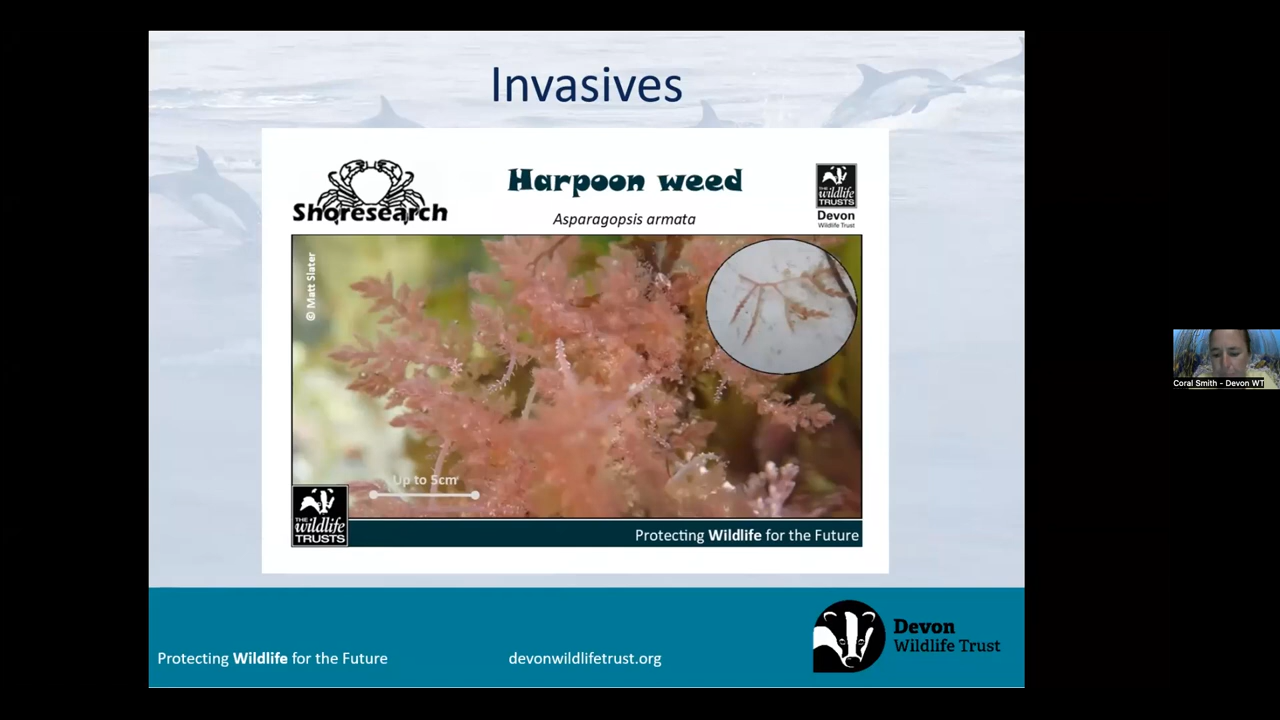 Invasives
Shoresearch
Harpoon weed
Asparagopsis armata
THE
wildlife
TRUSTS
Devon
Wildlife Trust
© Matt Slater
Up to 5cm
THE
wildlife
TRUSTS
Protecting Wildlife for the Future
Coral Smith - Devon WT
Protecting Wildlife for the Future
devonwildlifetrust.org
Devon
Wildlife Trust